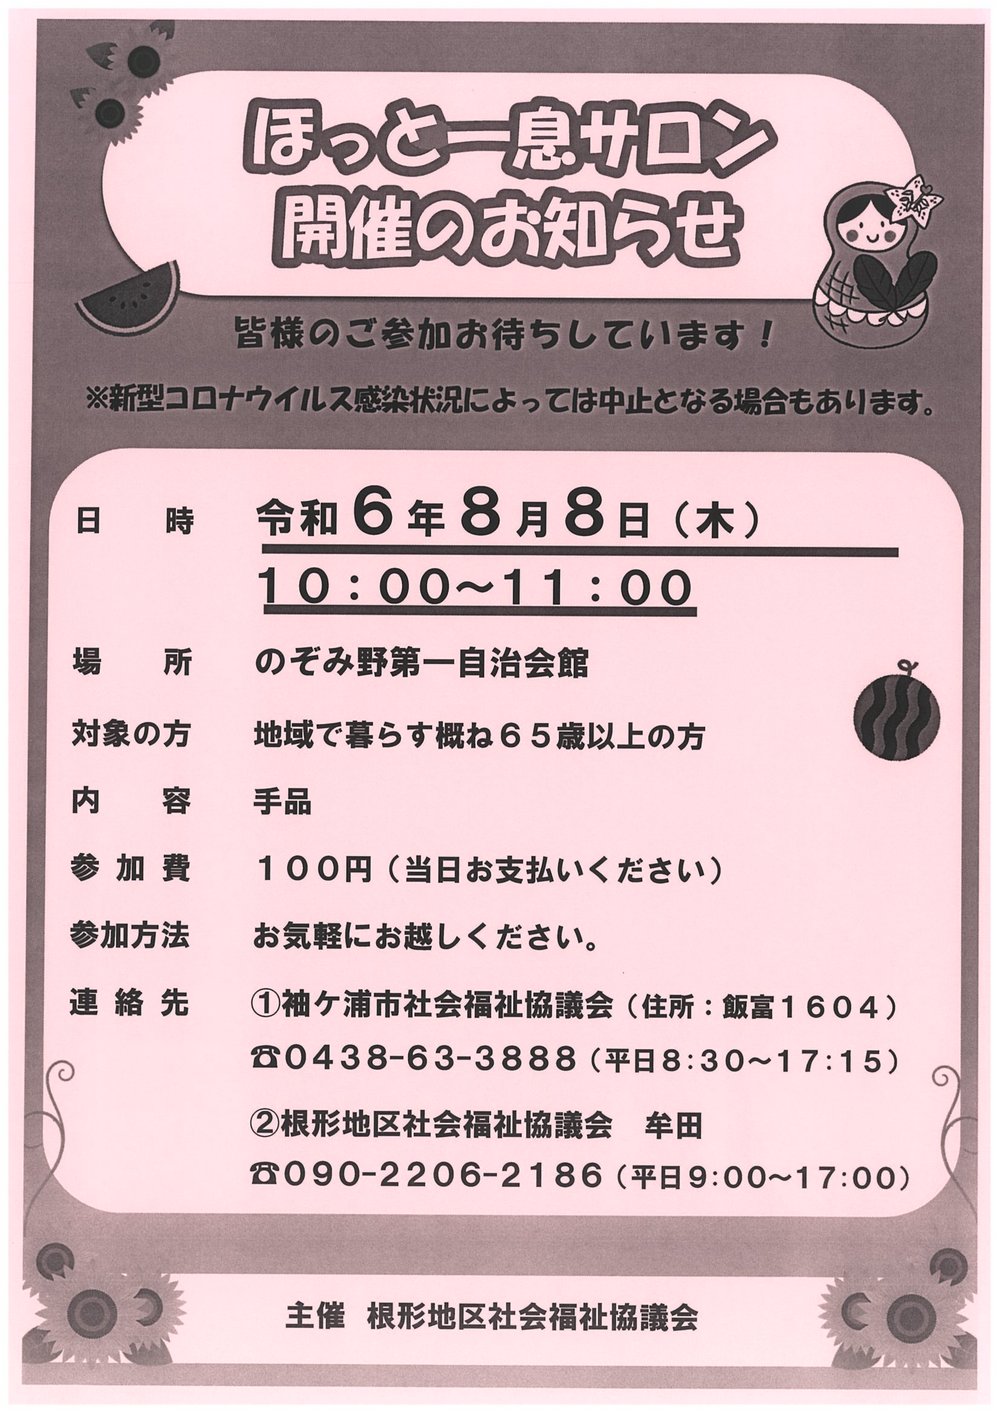 ほっと一息サロン
開催のお知らせ
皆様のご参加お待ちしています！
※新型コロナウイルス感染状況によっては中止となる場合もあります。
日時 令和６年８月８日（木）
１０：００～１１：００
場所 のぞみ野第一自治会館
対象の方 地域で暮らす概ね６５歳以上の方
内容 手品
参加費 １００円（当日お支払いください）
参加方法 お気軽にお越しください。
連絡先 ①袖ケ浦市社会福祉協議会（住所：飯富１６０４）
☎０４３８−６３−３８８８（平日８：３０～１７：１５）
②根形地区社会福祉協議会　牟田
☎０９０−２２０６−２１８６（平日９：００～１７：００）
主催 根形地区社会福祉協議会